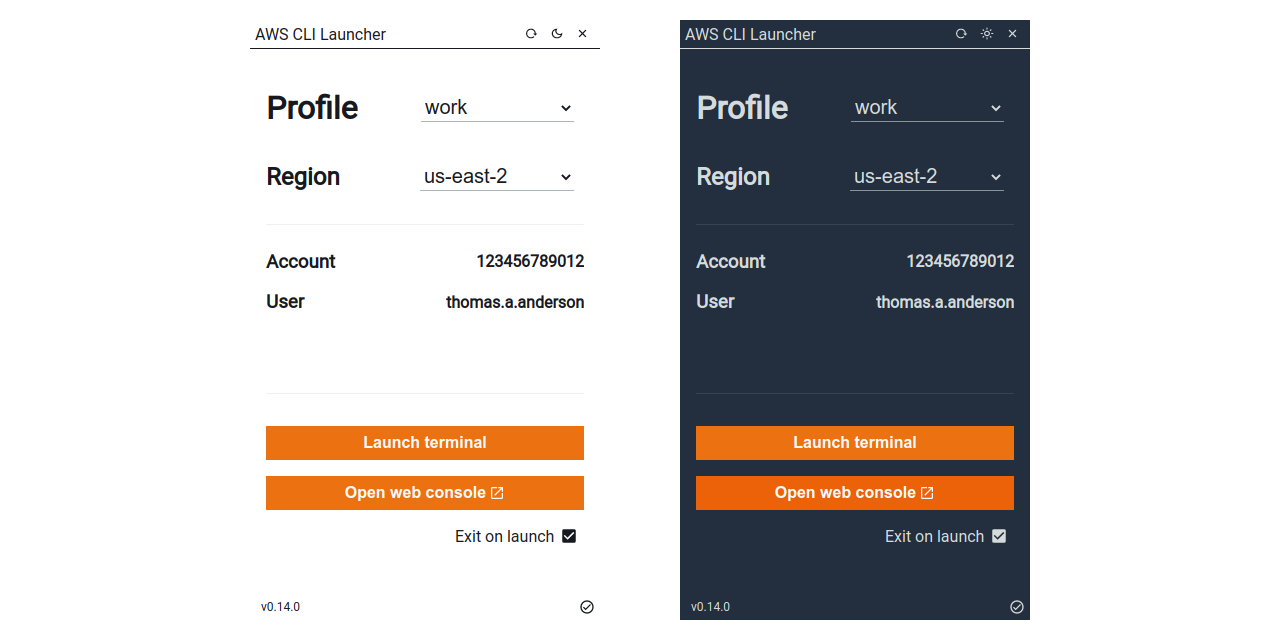 AWS CLI Launcher
Profile
work
Region
us-east-2
Account
123456789012
User
thomas.a.anderson
Launch terminal
Open web console
Exit on launch
v0.14.0
AWS CLI Launcher
Profile
work
Region
us-east-2
Account
123456789012
User
thomas.a.anderson
Launch terminal
Open web console
Exit on launch
v0.14.0